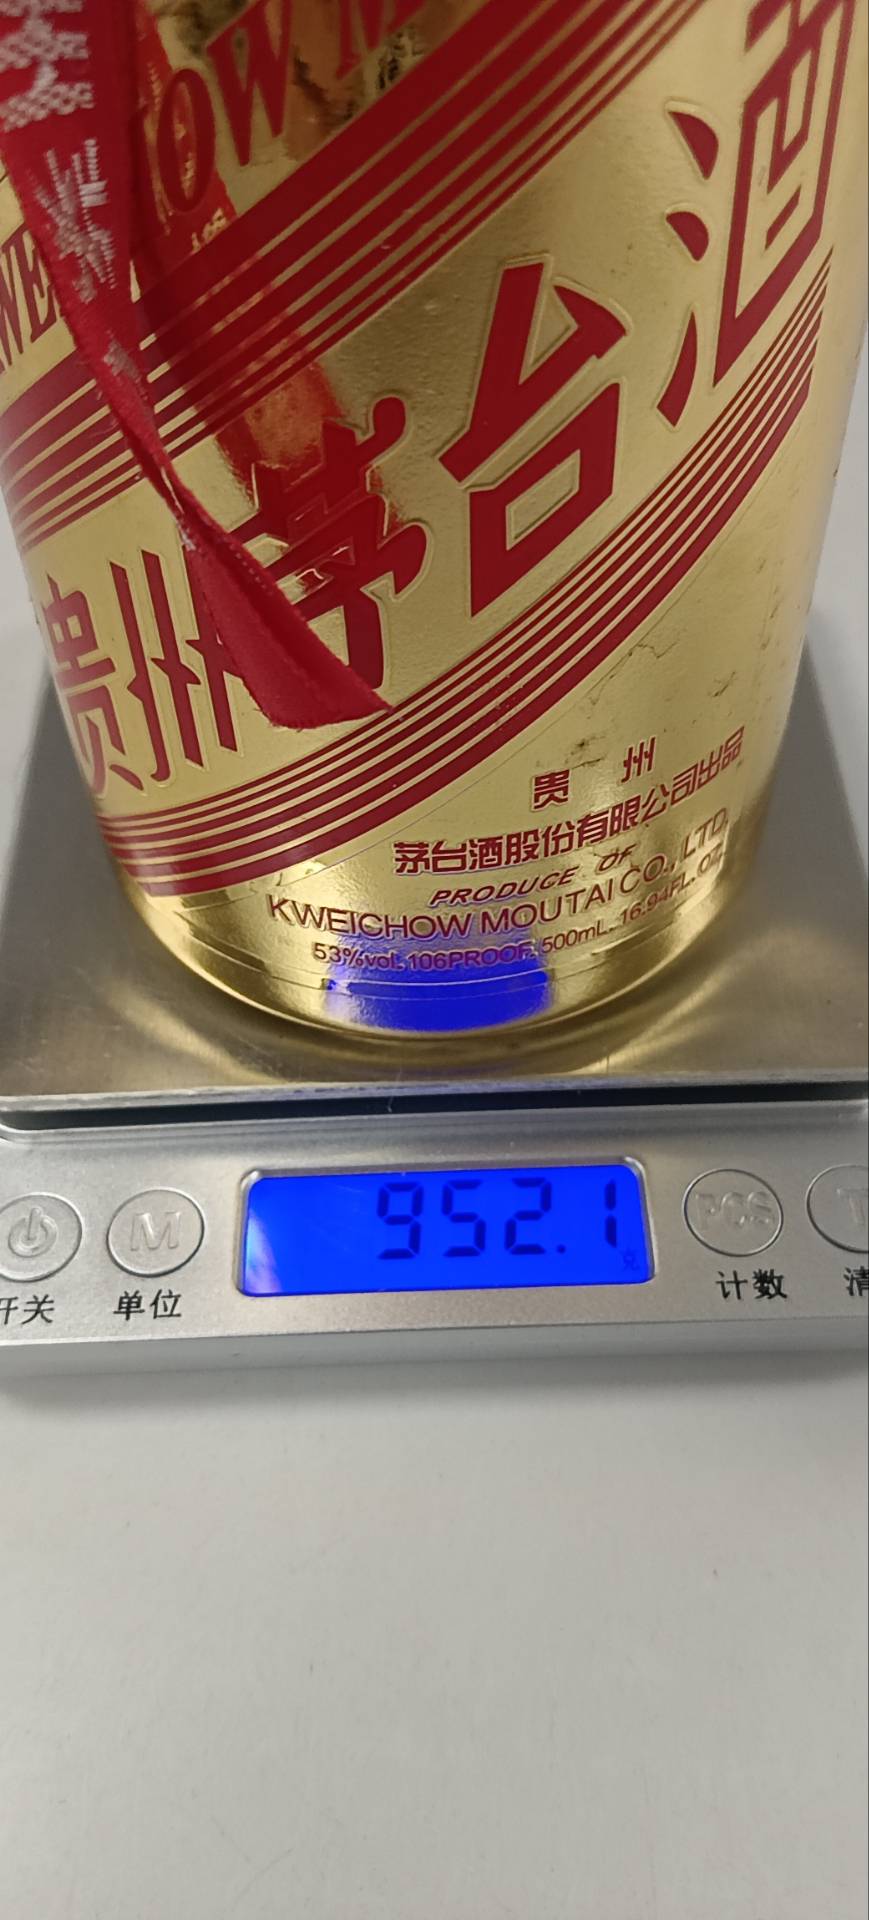 贵州茅台酒
贵 州
茅台酒股份有限公司出品
PRODUCE OF
KWEICHOW MOUTAI CO., LTD.
53%vol. 106PROOF. 500mL. 16.94FL. OZ.
952.1
克
M
PCS
T
开关
单位
计数
清